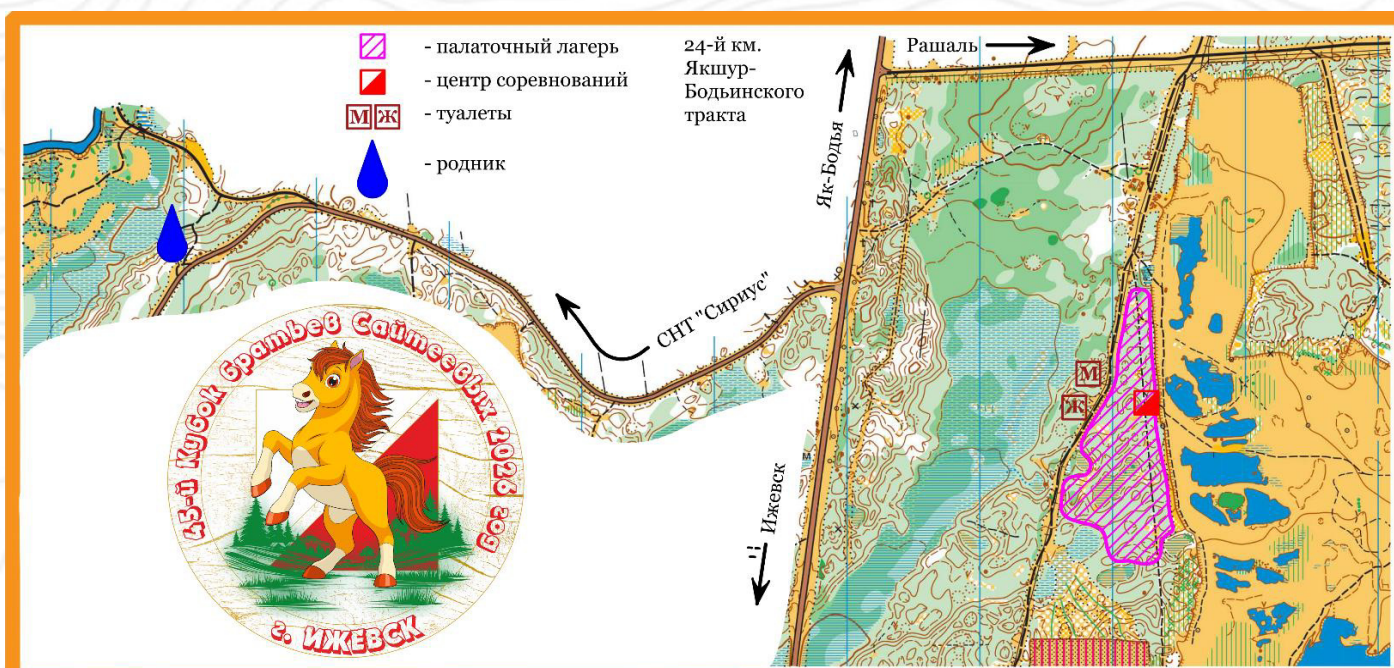 - палаточный лагерь
- центр соревнований
М Ж - туалеты
- родник
24-й км.
Якшур-
Бодьинского
тракта
Рашаль
Як-Бодья
СНТ "Сириус"
М
Ж
Ижевск
45-й Кубок братьев Сайтеевых 2026 год
г. ИЖЕВСК